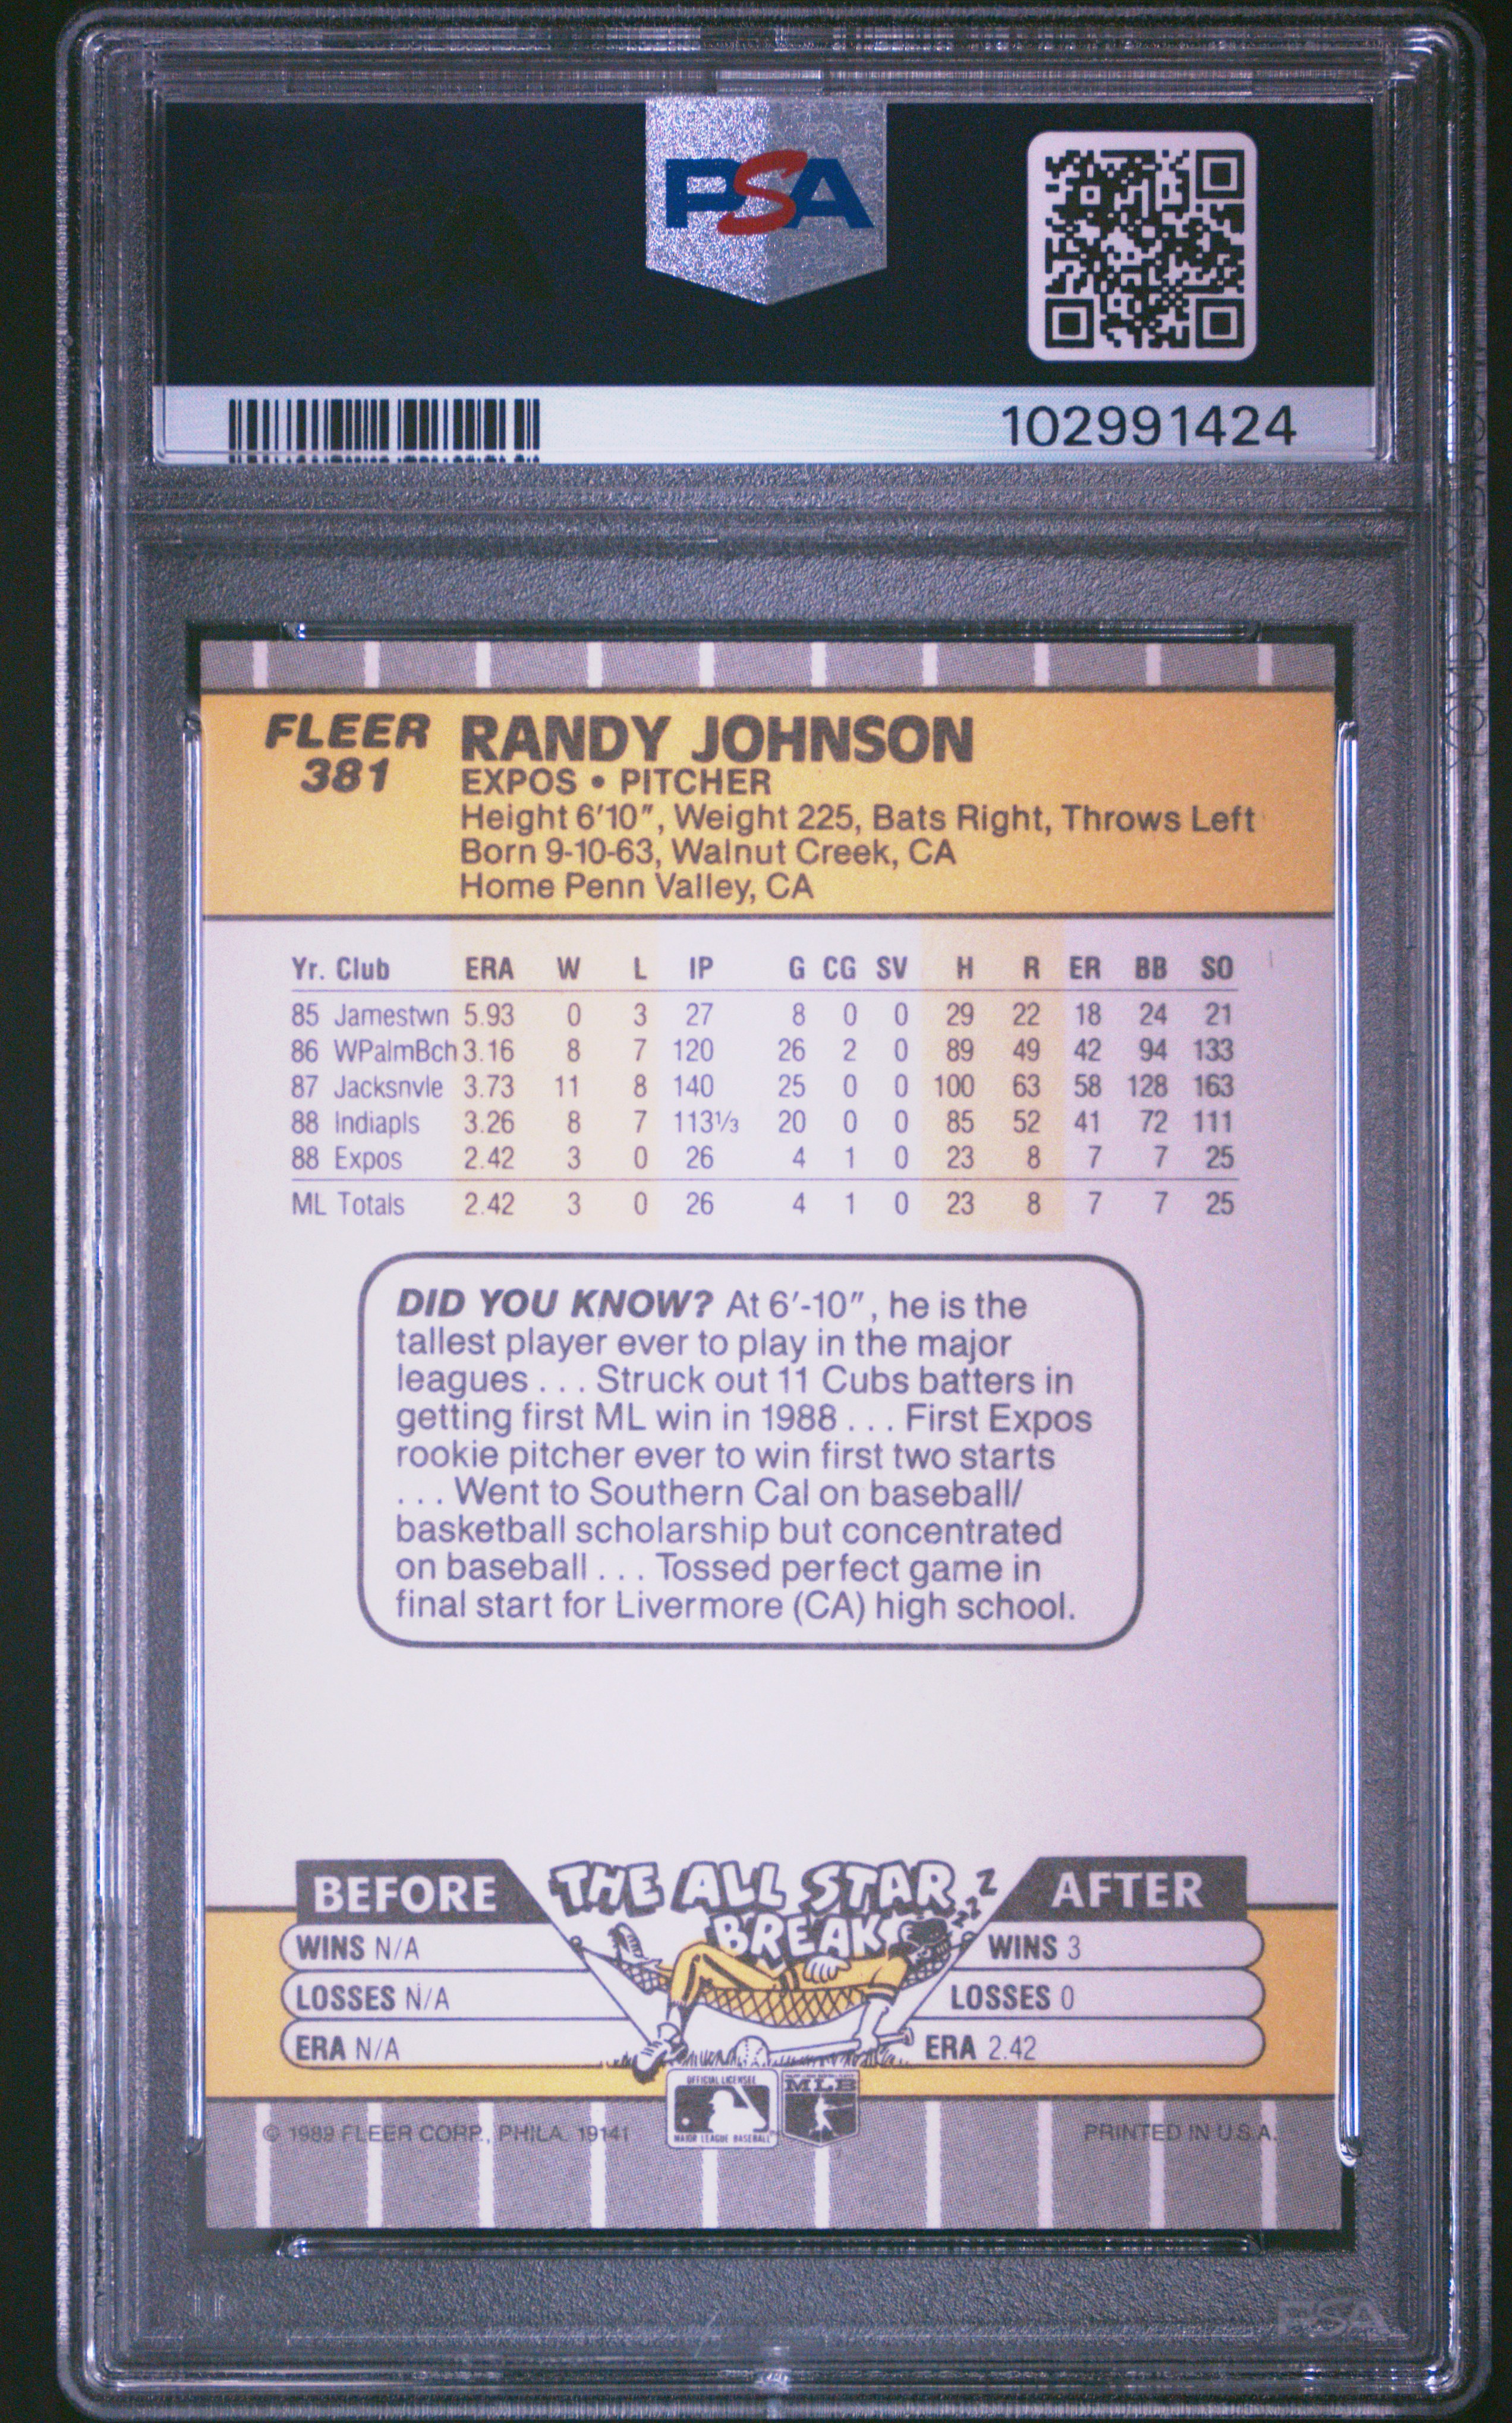 PSA
102991424
FLEER
381
RANDY JOHNSON
EXPOS • PITCHER
Height 6'10", Weight 225, Bats Right, Throws Left
Born 9-10-63, Walnut Creek, CA
Home Penn Valley, CA
Yr. Club ERA W L IP G CG SV H R ER BB SO
85 Jamestwn 5.93 0 3 27 8 0 0 29 22 18 24 21
86 WPalmBch 3.16 8 7 120 26 2 0 89 49 42 94 133
87 Jacksnvle 3.73 11 8 140 25 0 0 100 63 58 128 163
88 Indiapls 3.26 8 7 113⅓ 20 0 0 85 52 41 72 111
88 Expos 2.42 3 0 26 4 1 0 23 8 7 7 25
ML Totals 2.42 3 0 26 4 1 0 23 8 7 7 25
DID YOU KNOW? At 6'-10", he is the
tallest player ever to play in the major
leagues . . . Struck out 11 Cubs batters in
getting first ML win in 1988 . . . First Expos
rookie pitcher ever to win first two starts
. . . Went to Southern Cal on baseball/
basketball scholarship but concentrated
on baseball . . . Tossed perfect game in
final start for Livermore (CA) high school.
BEFORE THE ALL STAR BREAK AFTER
Z Z Z Z
WINS N/A WINS 3
LOSSES N/A LOSSES 0
ERA N/A ERA 2.42
OFFICIAL LICENSEE
MAJOR LEAGUE BASEBALL
MLB
© 1989 FLEER CORP., PHILA. 19141 PRINTED IN U.S.A.
PSA